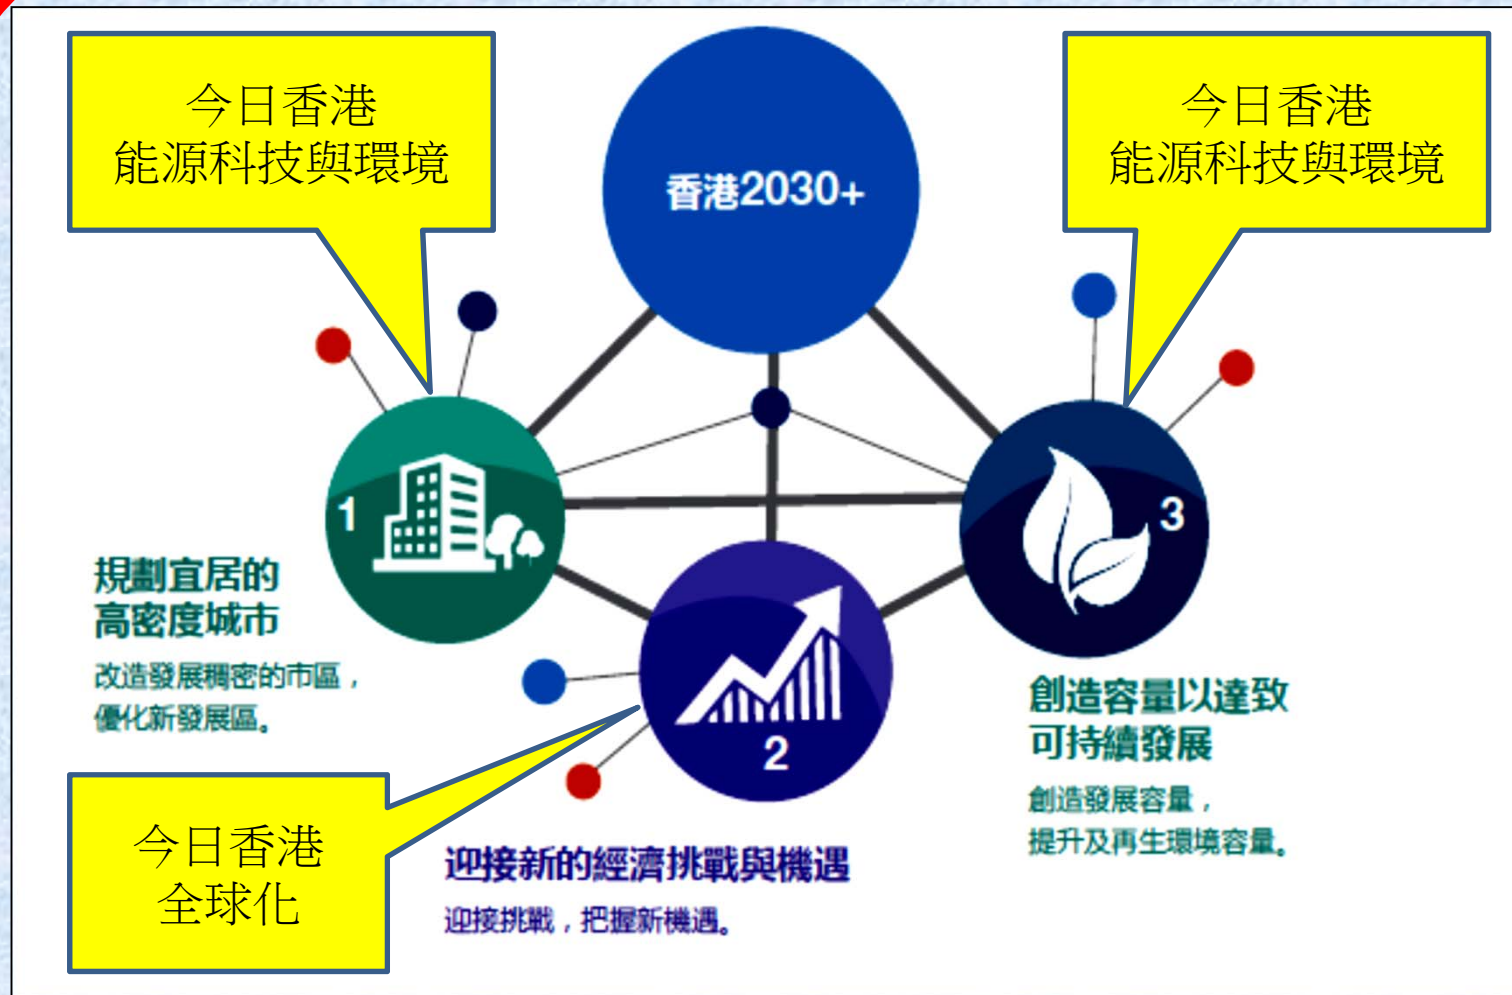 今日香港
能源科技與環境
香港2030+
今日香港
能源科技與環境
1
規劃宜居的
高密度城市
改造發展稠密的市區，
優化新發展區。
2
迎接新的經濟挑戰與機遇
迎接挑戰，把握新機遇。
3
創造容量以達致
可持續發展
創造發展容量，
提升及再生環境容量。
今日香港
全球化